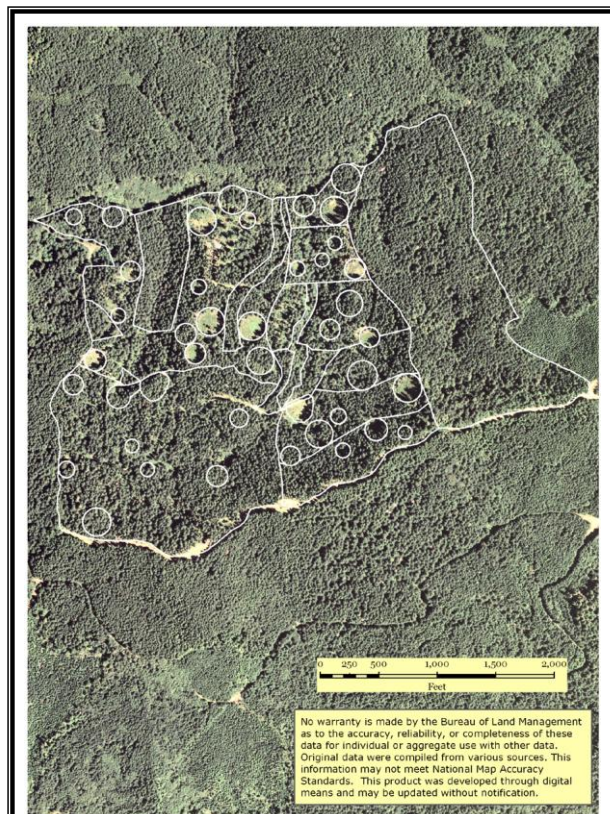 0 250 500 1,000 1,500 2,000
Feet
No warranty is made by the Bureau of Land Management
as to the accuracy, reliability, or completeness of these
data for individual or aggregate use with other data.
Original data were compiled from various sources. This
information may not meet National Map Accuracy
Standards. This product was developed through digital
means and may be updated without notification.